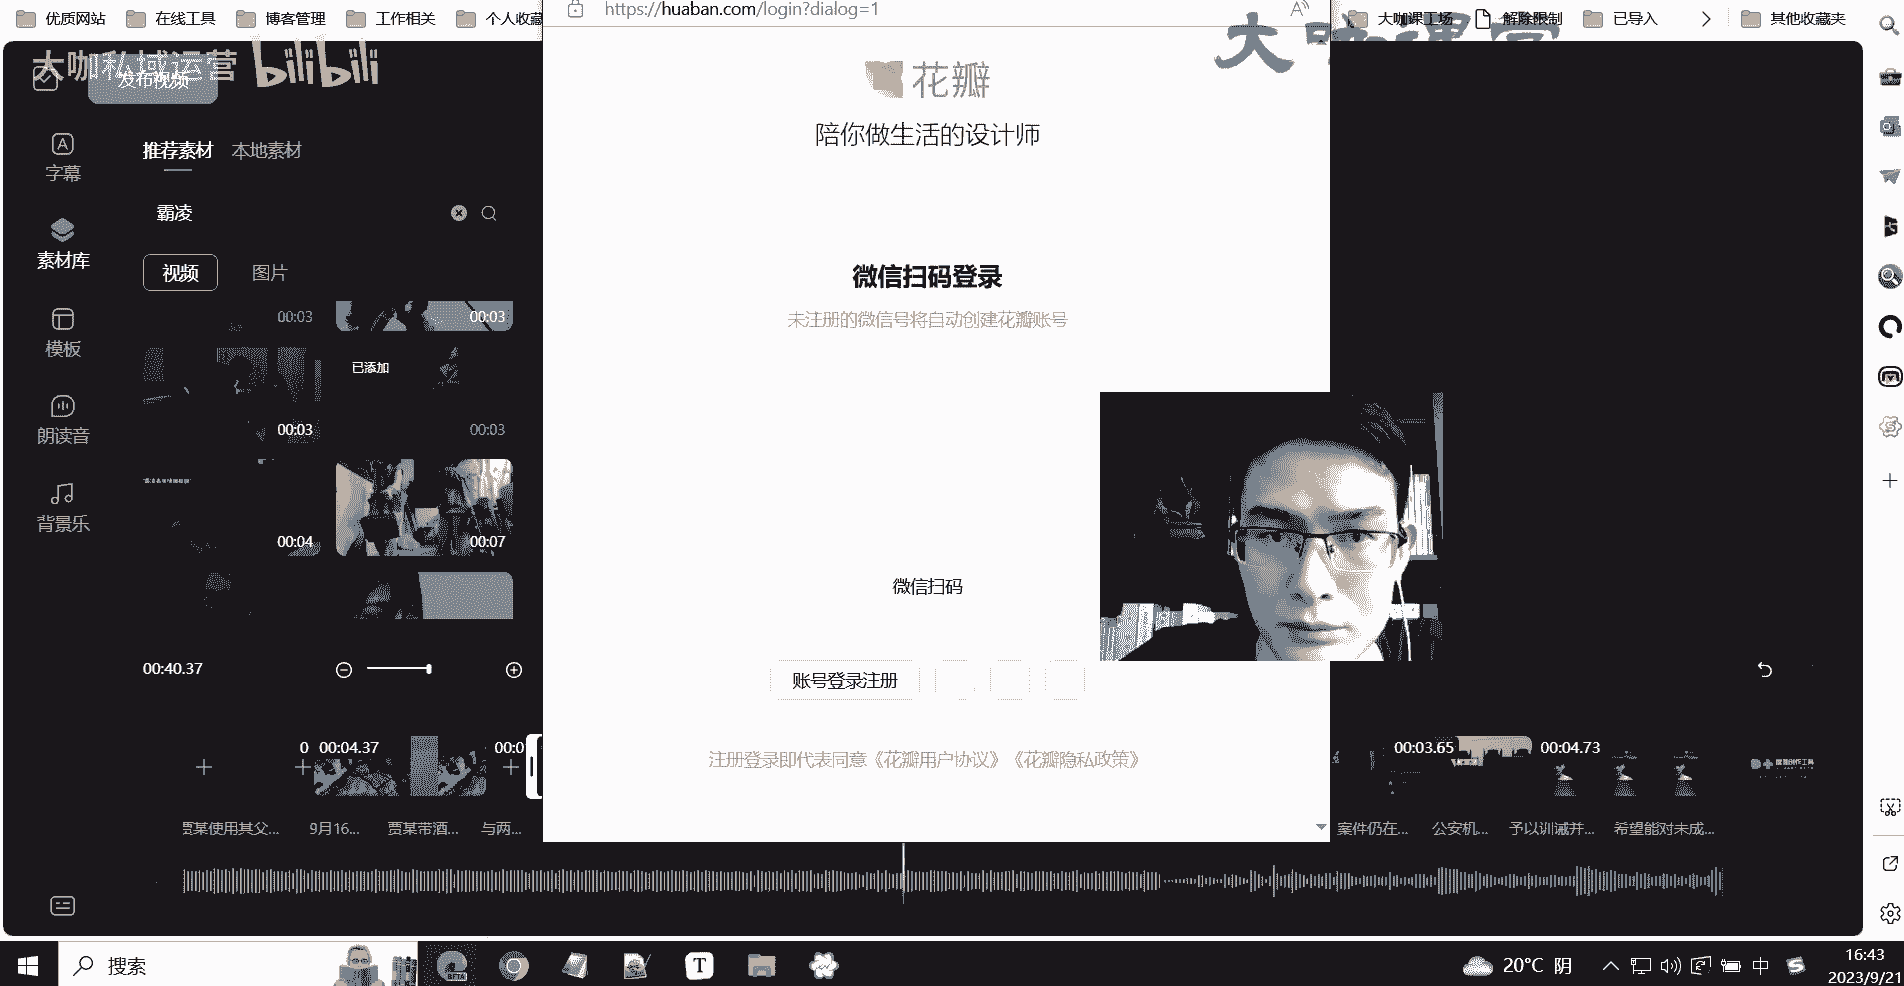 优质网站
在线工具
博客管理
工作相关
个人收藏
https://huaban.com/login?dialog=1
大咖课工场
解除限制
已导入
其他收藏夹
大咖私域运营 bilibili
发布视频
花瓣
陪你做生活的设计师
字幕
推荐素材 本地素材
霸凌
素材库
视频 图片
微信扫码登录
未注册的微信号将自动创建花瓣账号
00:03
00:03
模板
已添加
朗读音
00:03
00:03
背景乐
00:04
00:07
微信扫码
00:40.37
账号登录注册
0 00:04.37
00:0
00:03.65
00:04.73
注册登录即代表同意《花瓣用户协议》《花瓣隐私政策》
贾某使用其父...
9月16...
贾某带酒...
与两...
案件仍在...
公安机...
予以训诫并...
希望能对未成...
搜索
BETA
T
20°C 阴
中
16:43
2023/9/21